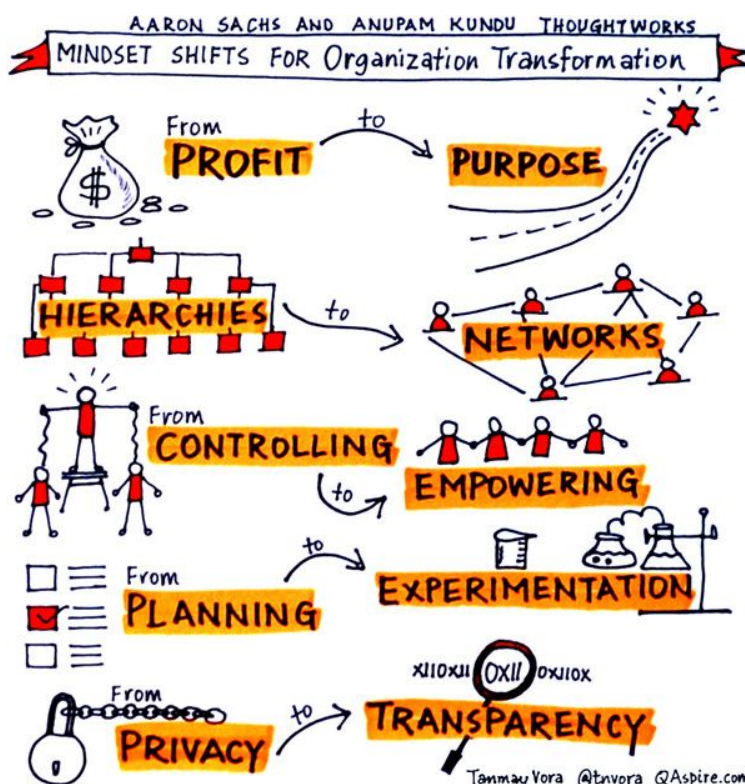 AARON SACHS AND ANUPAM KUNDU THOUGHTWORKS
MINDSET SHIFTS FOR Organization Transformation
From to
PROFIT PURPOSE
$
HIERARCHIES to NETWORKS
From
CONTROLLING
to EMPOWERING
From to
PLANNING EXPERIMENTATION
XIIOXII OXII OXIIOX
From to
PRIVACY TRANSPARENCY
Tanmay Vora @tnvora QAspire.com